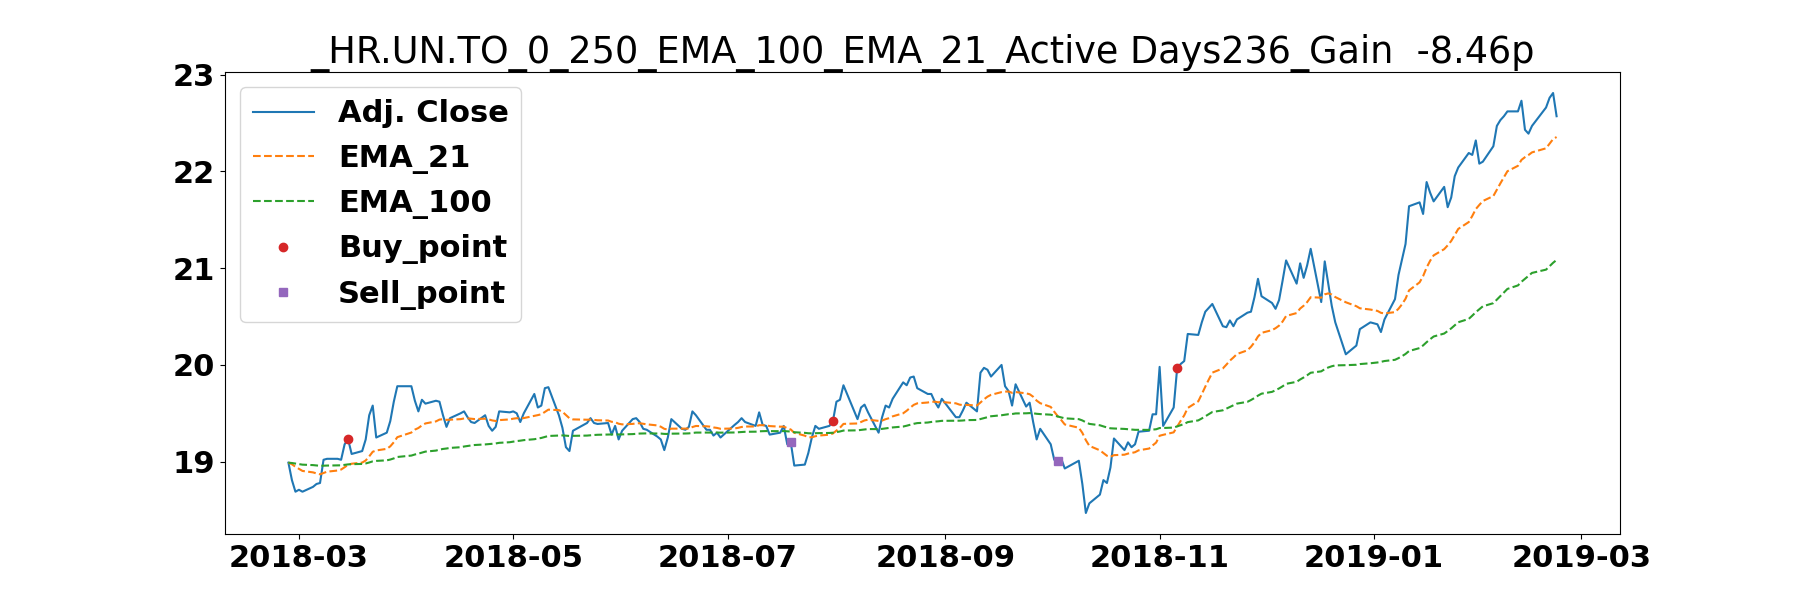 _HR.UN.TO_0_250_EMA_100_EMA_21_Active Days236_Gain  -8.46p
23
22
21
20
19
Adj. Close
EMA_21
EMA_100
Buy_point
Sell_point
2018-03 2018-05 2018-07 2018-09 2018-11 2019-01 2019-03